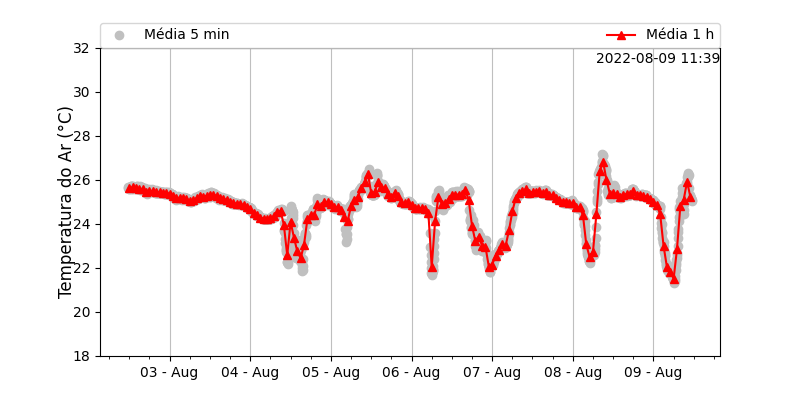 Média 5 min
Média 1 h
2022-08-09 11:39
Temperatura do Ar (°C)
32
30
28
26
24
22
20
18
03 - Aug
04 - Aug
05 - Aug
06 - Aug
07 - Aug
08 - Aug
09 - Aug